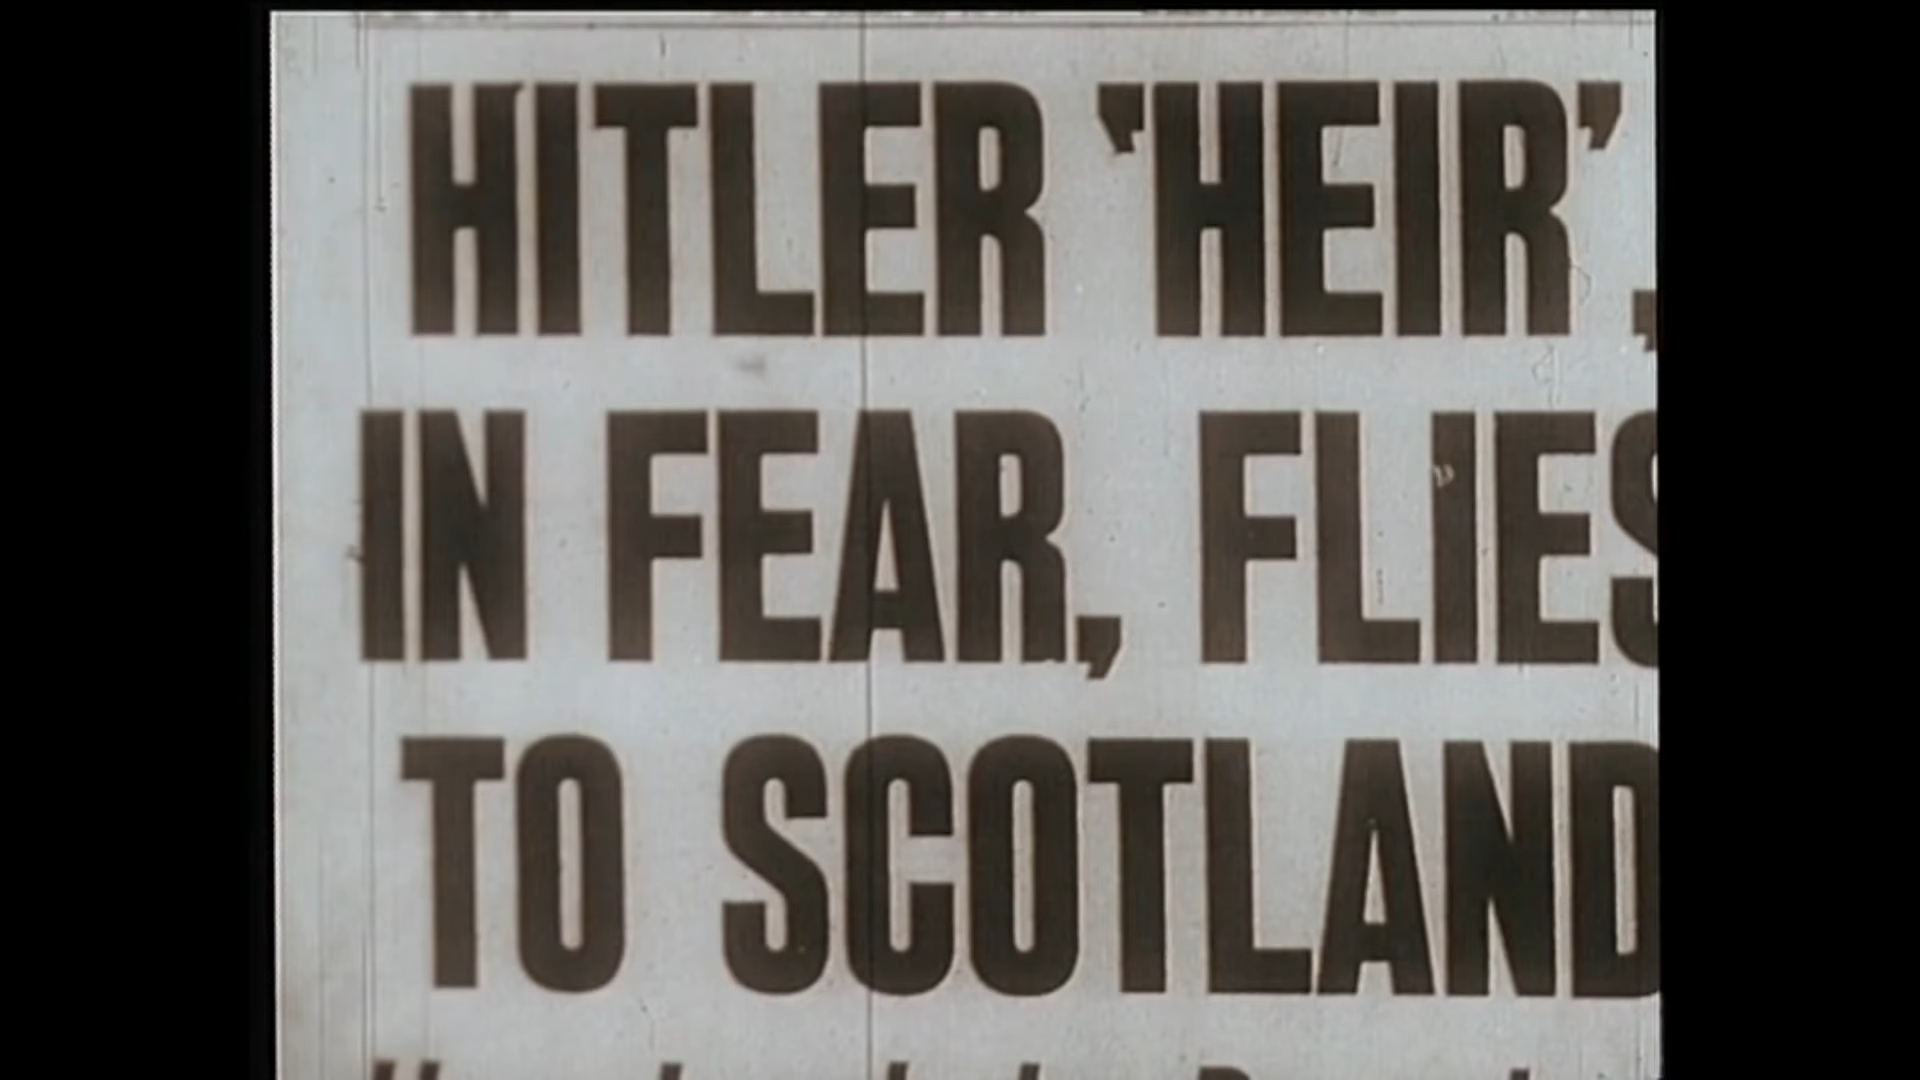 HITLER 'HEIR',
IN FEAR, FLIES
TO SCOTLAND